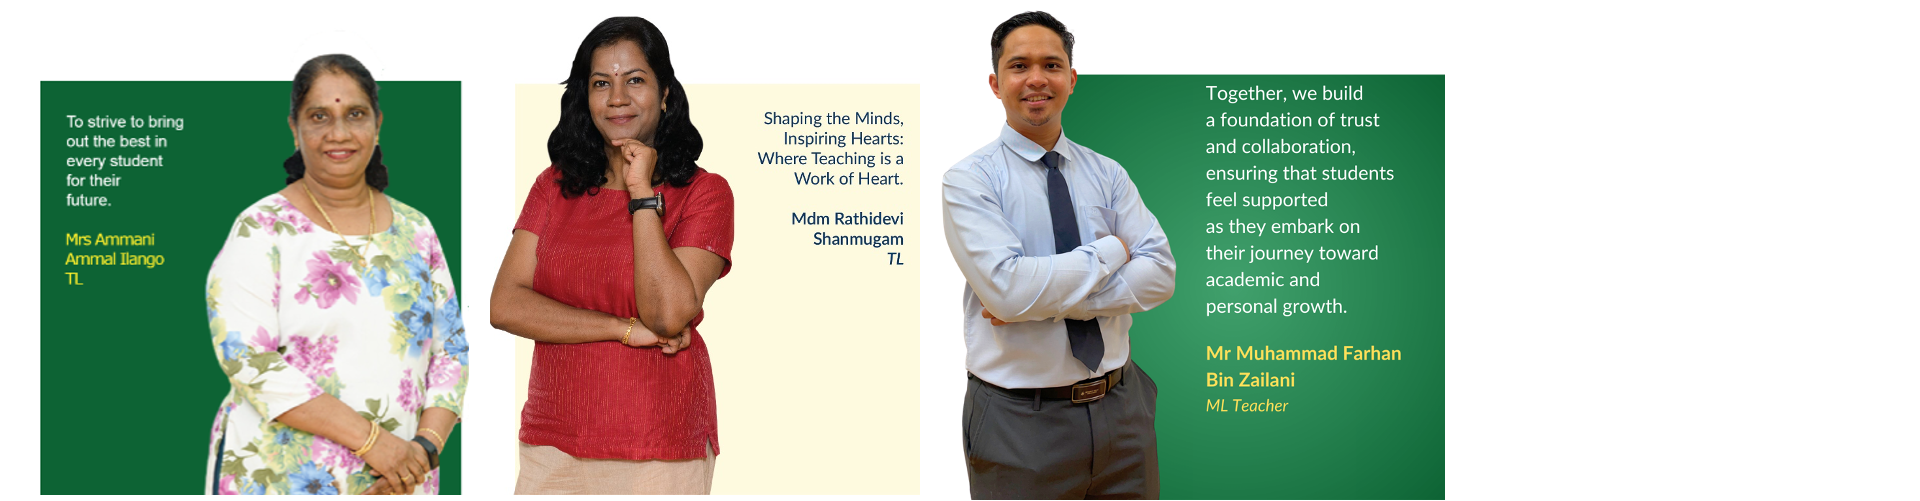 To strive to bring
out the best in
every student
for their
future.
Mrs Ammani
Ammal Ilango
TL
Shaping the Minds,
Inspiring Hearts:
Where Teaching is a
Work of Heart.
Mdm Rathidevi
Shanmugam
TL
Together, we build
a foundation of trust
and collaboration,
ensuring that students
feel supported
as they embark on
their journey toward
academic and
personal growth.
Mr Muhammad Farhan
Bin Zailani
ML Teacher